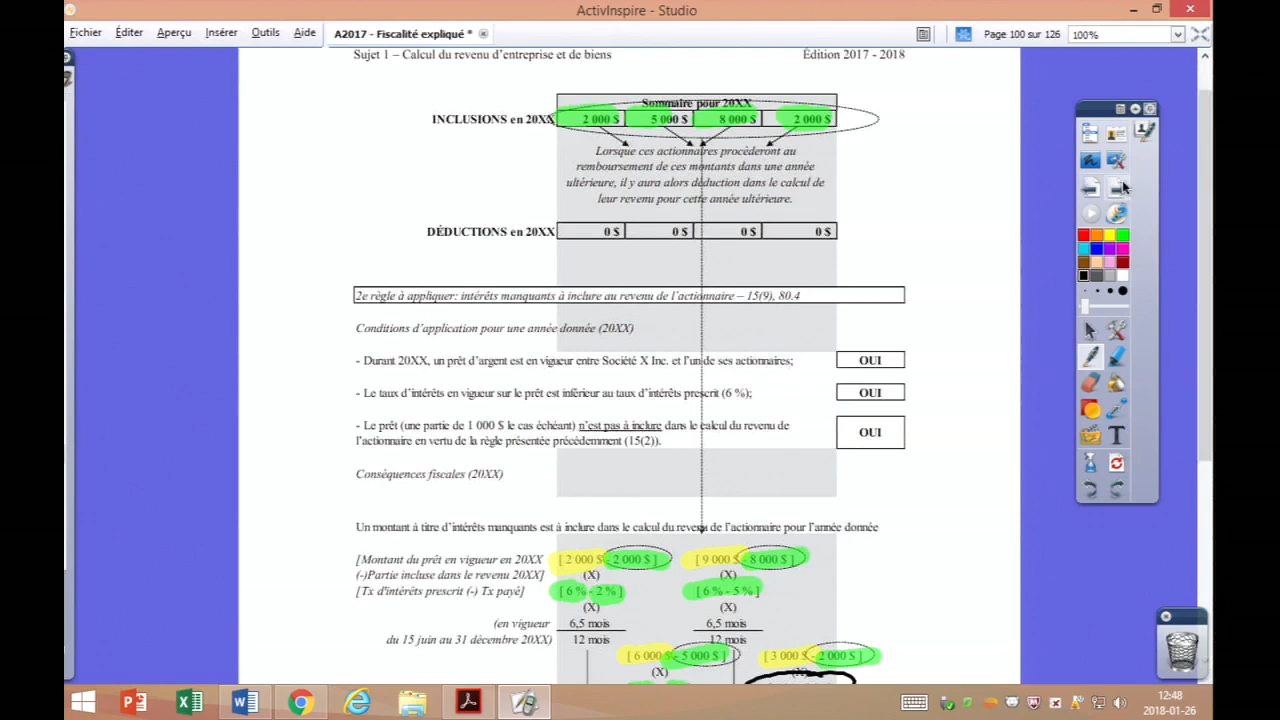 ActivInspire - Studio
Fichier Éditer Aperçu Insérer Outils Aide A2017 - Fiscalité expliqué * Page 100 sur 126 100%
Sujet 1 – Calcul du revenu d'entreprise et de biens Édition 2017 - 2018
Sommaire pour 20XX
INCLUSIONS en 20XX 2 000 $ 5 000 $ 8 000 $ 2 000 $
Lorsque ces actionnaires procèderont au
remboursement de ces montants dans une année
ultérieure, il y aura alors déduction dans le calcul de
leur revenu pour cette année ultérieure.
DÉDUCTIONS en 20XX 0 $ 0 $ 0 $ 0 $
2e règle à appliquer: intérêts manquants à inclure au revenu de l'actionnaire – 15(9), 80.4
Conditions d'application pour une année donnée (20XX)
- Durant 20XX, un prêt d'argent est en vigueur entre Société X Inc. et l'un de ses actionnaires; OUI
- Le taux d'intérêts en vigueur sur le prêt est inférieur au taux d'intérêts prescrit (6 %); OUI
- Le prêt (une partie de 1 000 $ le cas échéant) n'est pas à inclure dans le calcul du revenu de
l'actionnaire en vertu de la règle présentée précédemment (15(2)). OUI
Conséquences fiscales (20XX)
Un montant à titre d'intérêts manquants est à inclure dans le calcul du revenu de l'actionnaire pour l'année donnée
[Montant du prêt en vigueur en 20XX [ 2 000 $ - 2 000 $ ] [ 9 000 $ - 8 000 $ ]
(-)Partie incluse dans le revenu 20XX] (X) (X)
[Tx d'intérêts prescrit (-) Tx payé] [ 6 % - 2 % ] [ 6 % - 5 % ]
(X) (X)
(en vigueur 6,5 mois 6,5 mois
du 15 juin au 31 décembre 20XX) 12 mois 12 mois
[ 6 000 $ - 5 000 $ ] [ 3 000 $ - 2 000 $ ]
(X) (X)
12:48
2018-01-26